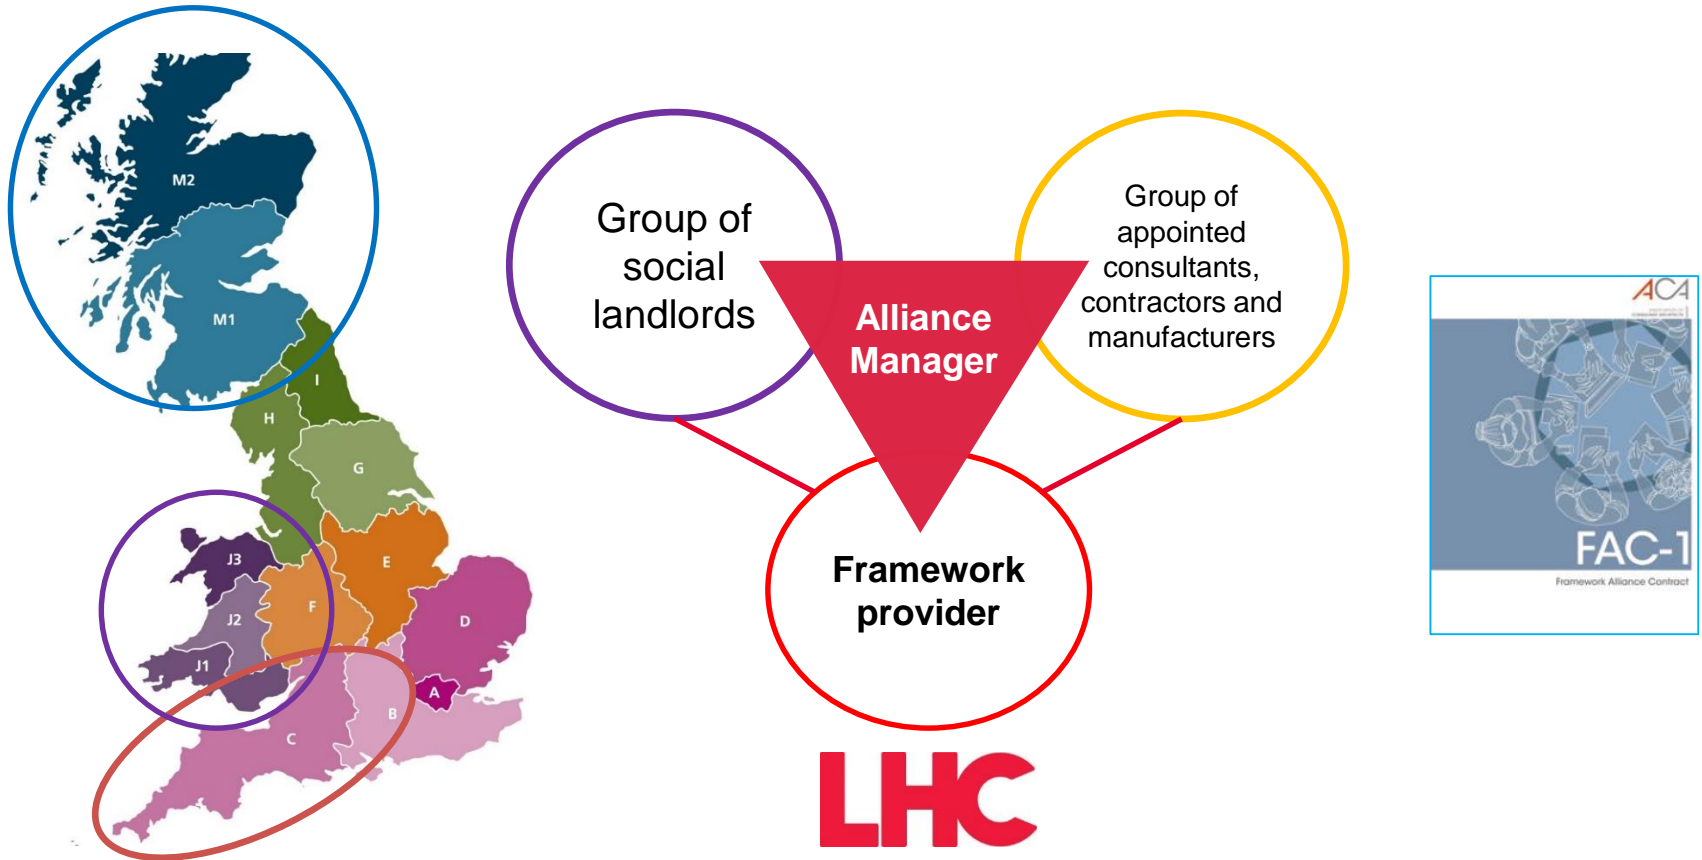 M2
M1
I
H
G
J3
E
F
J2
D
J1
A
B
C
Group of
social
landlords
Alliance
Manager
Group of
appointed
consultants,
contractors and
manufacturers
Framework
provider
LHC
ACA
FAC-1
Framework Alliance Contract